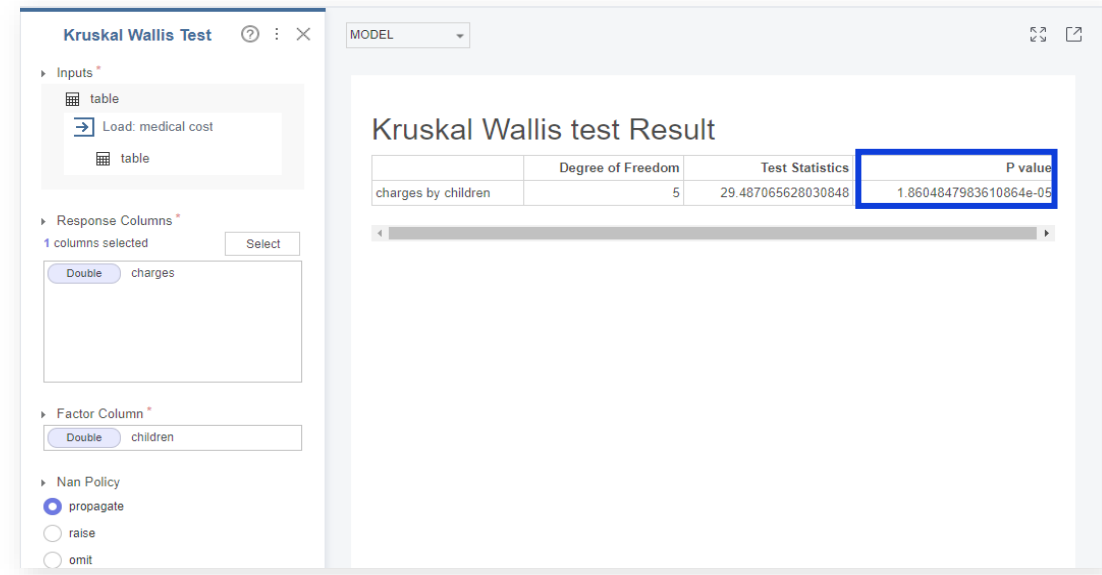 Kruskal Wallis Test
Inputs *
table
Load: medical cost
table
Response Columns *
1 columns selected
Select
Double charges
Factor Column *
Double children
Nan Policy
propagate
raise
omit
MODEL
Kruskal Wallis test Result
Degree of Freedom Test Statistics P value
charges by children 5 29.487065628030848 1.8604847983610864e-05